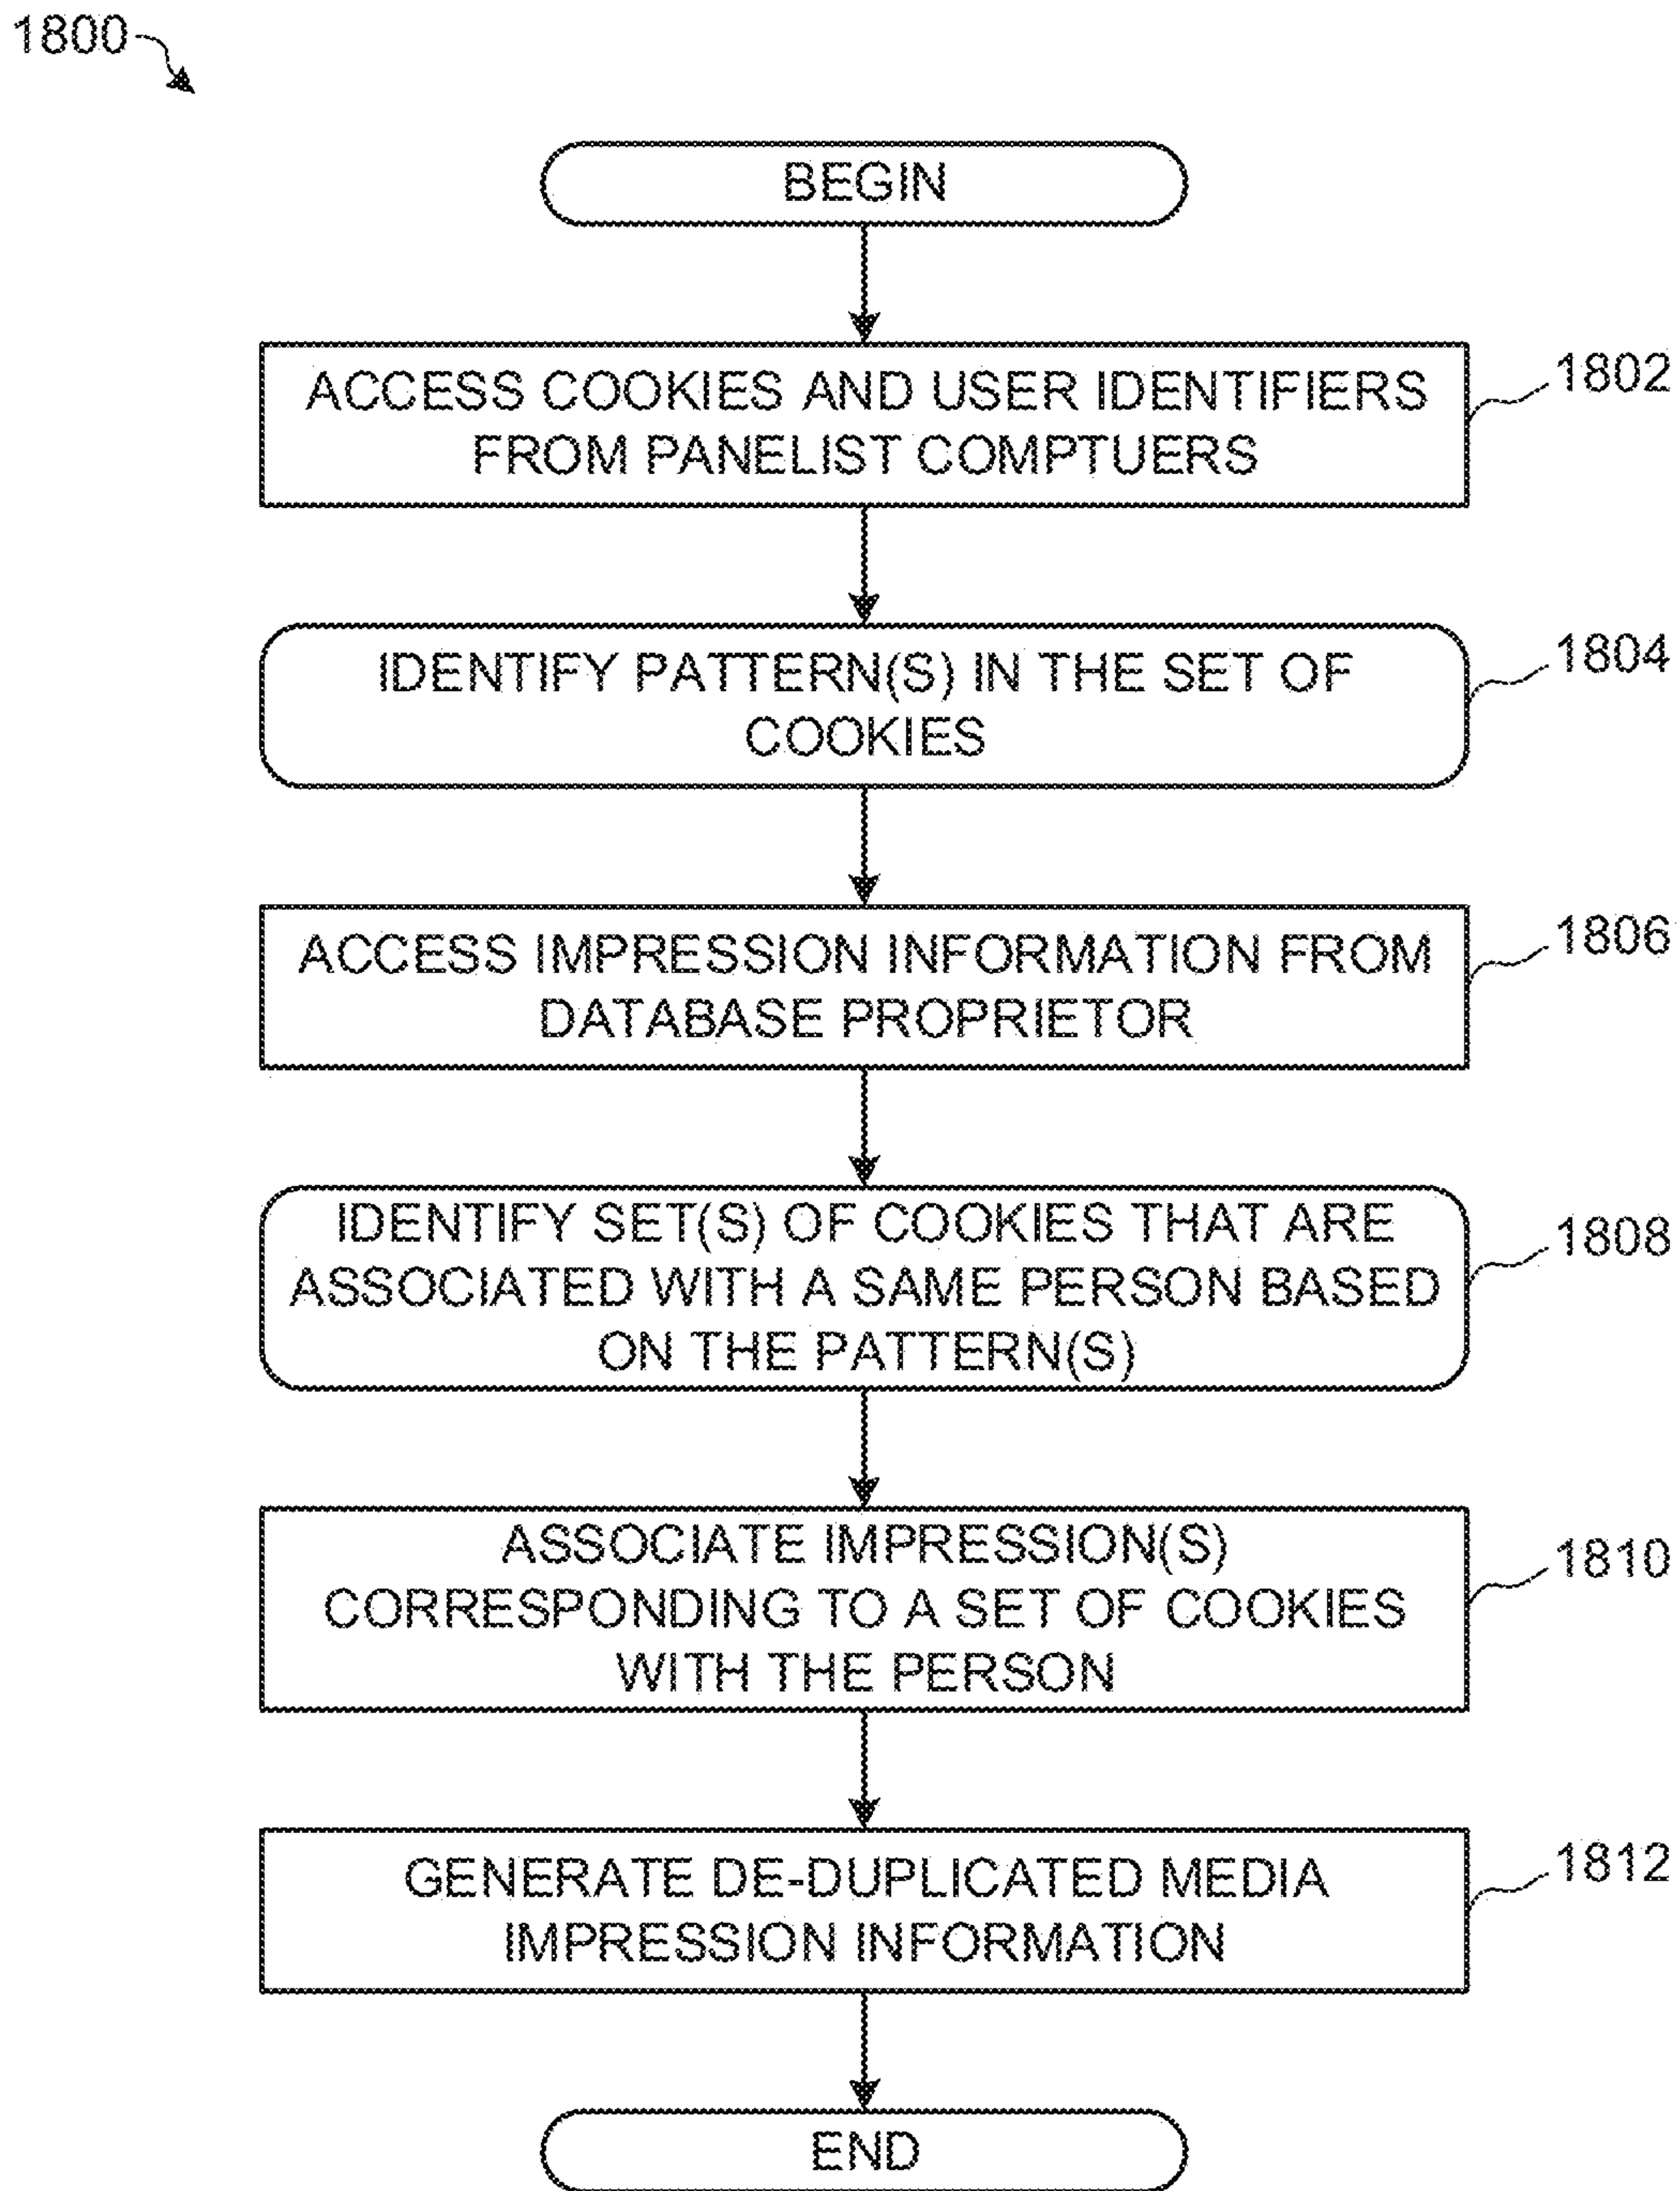 1800
BEGIN
ACCESS COOKIES AND USER IDENTIFIERS
FROM PANELIST COMPTUERS
1802
IDENTIFY PATTERN(S) IN THE SET OF
COOKIES
1804
ACCESS IMPRESSION INFORMATION FROM
DATABASE PROPRIETOR
1806
IDENTIFY SET(S) OF COOKIES THAT ARE
ASSOCIATED WITH A SAME PERSON BASED
ON THE PATTERN(S)
1808
ASSOCIATE IMPRESSION(S)
CORRESPONDING TO A SET OF COOKIES
WITH THE PERSON
1810
GENERATE DE-DUPLICATED MEDIA
IMPRESSION INFORMATION
1812
END